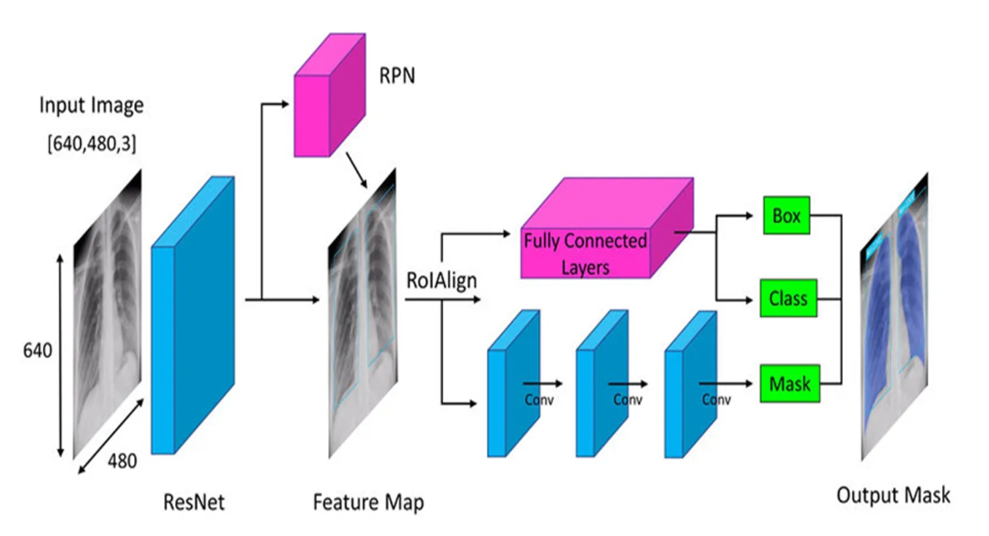 RPN
Input Image
[640,480,3]
Box
Fully Connected
Layers
RoIAlign
Class
640
Mask
Conv
Conv
Conv
480
ResNet
Feature Map
Output Mask